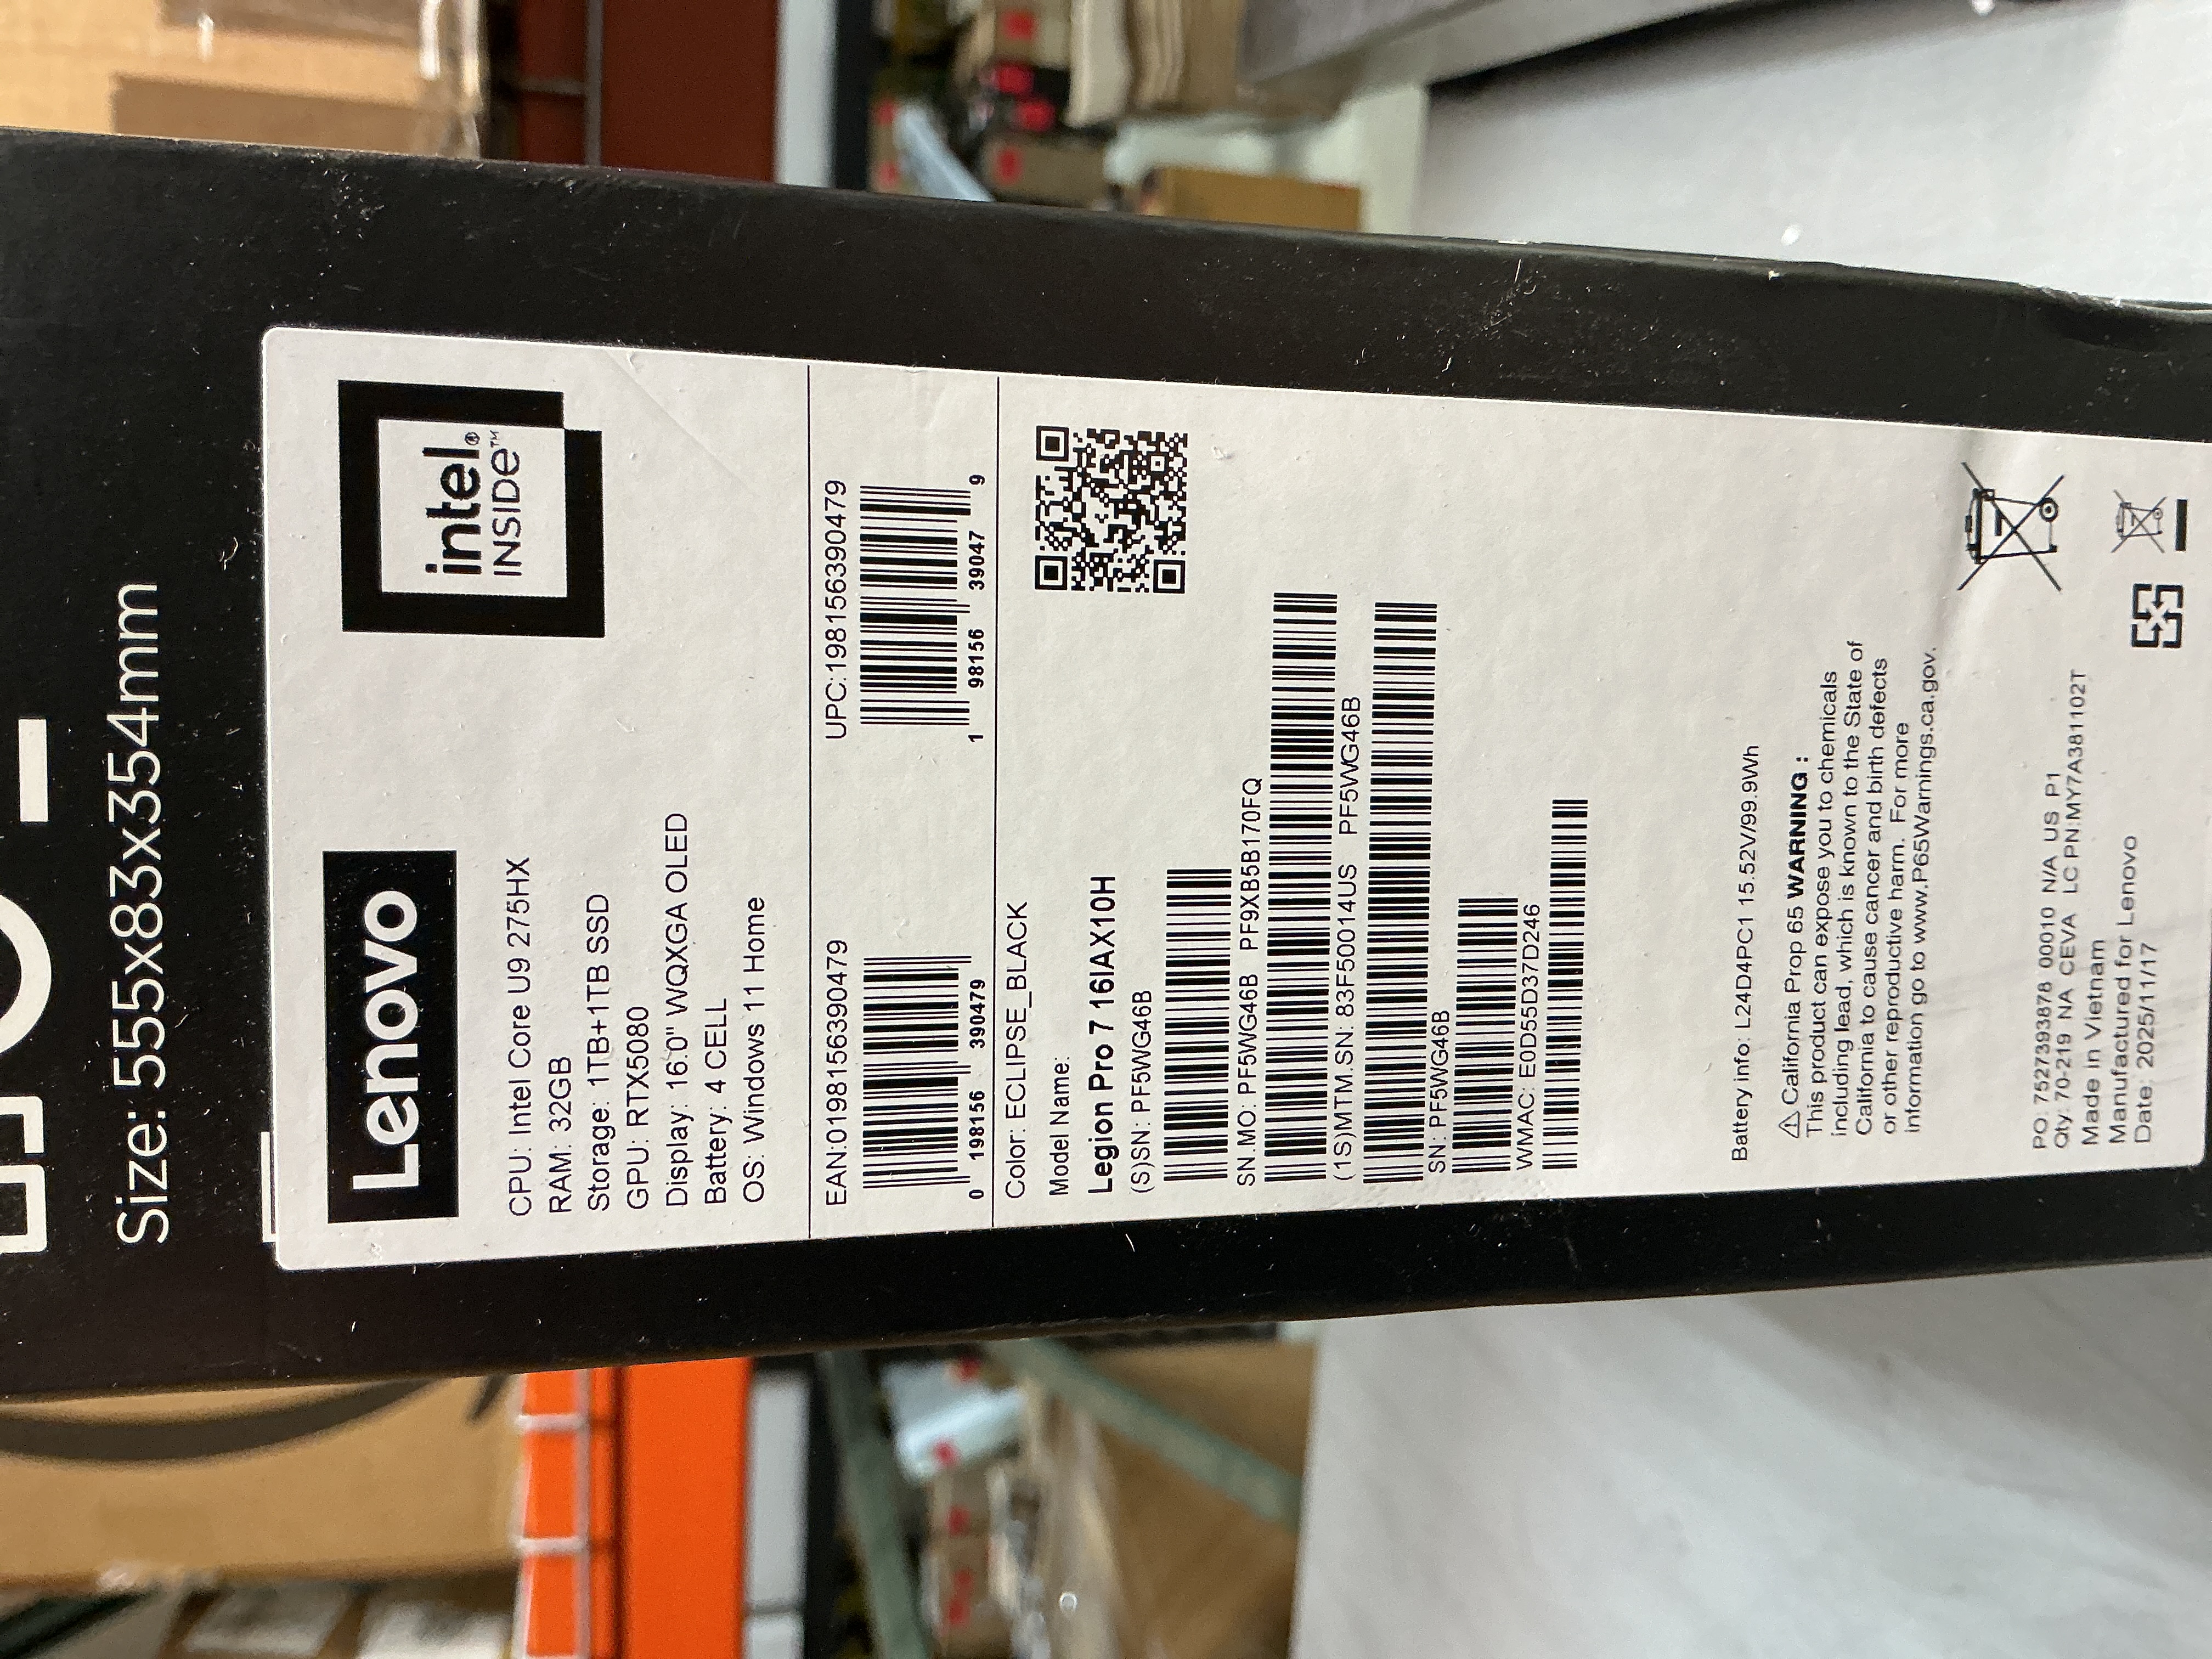 Size: 555x83x354mm
Lenovo
intel®
INSIDE™
CPU: Intel Core U9 275HX
RAM: 32GB
Storage: 1TB+1TB SSD
GPU: RTX5080
Display: 16.0" WQXGA OLED
Battery: 4 CELL
OS: Windows 11 Home
EAN:0198156390479
0 198156 390479
UPC:198156390479
1 98156 39047 9
Color: ECLIPSE_BLACK
Model Name:
Legion Pro 7 16IAX10H
(S)SN: PF5WG46B
SN.MO: PF5WG46B PF9XB5B170FQ
(1S)MTM.SN: 83F50014US PF5WG46B
SN: PF5WG46B
WMAC: E0D55D37D246
Battery info: L24D4PC1 15.52V/99.9Wh
⚠ California Prop 65 WARNING :
This product can expose you to chemicals
including lead, which is known to the State of
California to cause cancer and birth defects
or other reproductive harm. For more
information go to www.P65Warnings.ca.gov.
PO: 7527393878 00010 N/A US P1
Qty: 70-219 NA CEVA LC PN:MY7A381102T
Made in Vietnam
Manufactured for Lenovo
Date: 2025/11/17